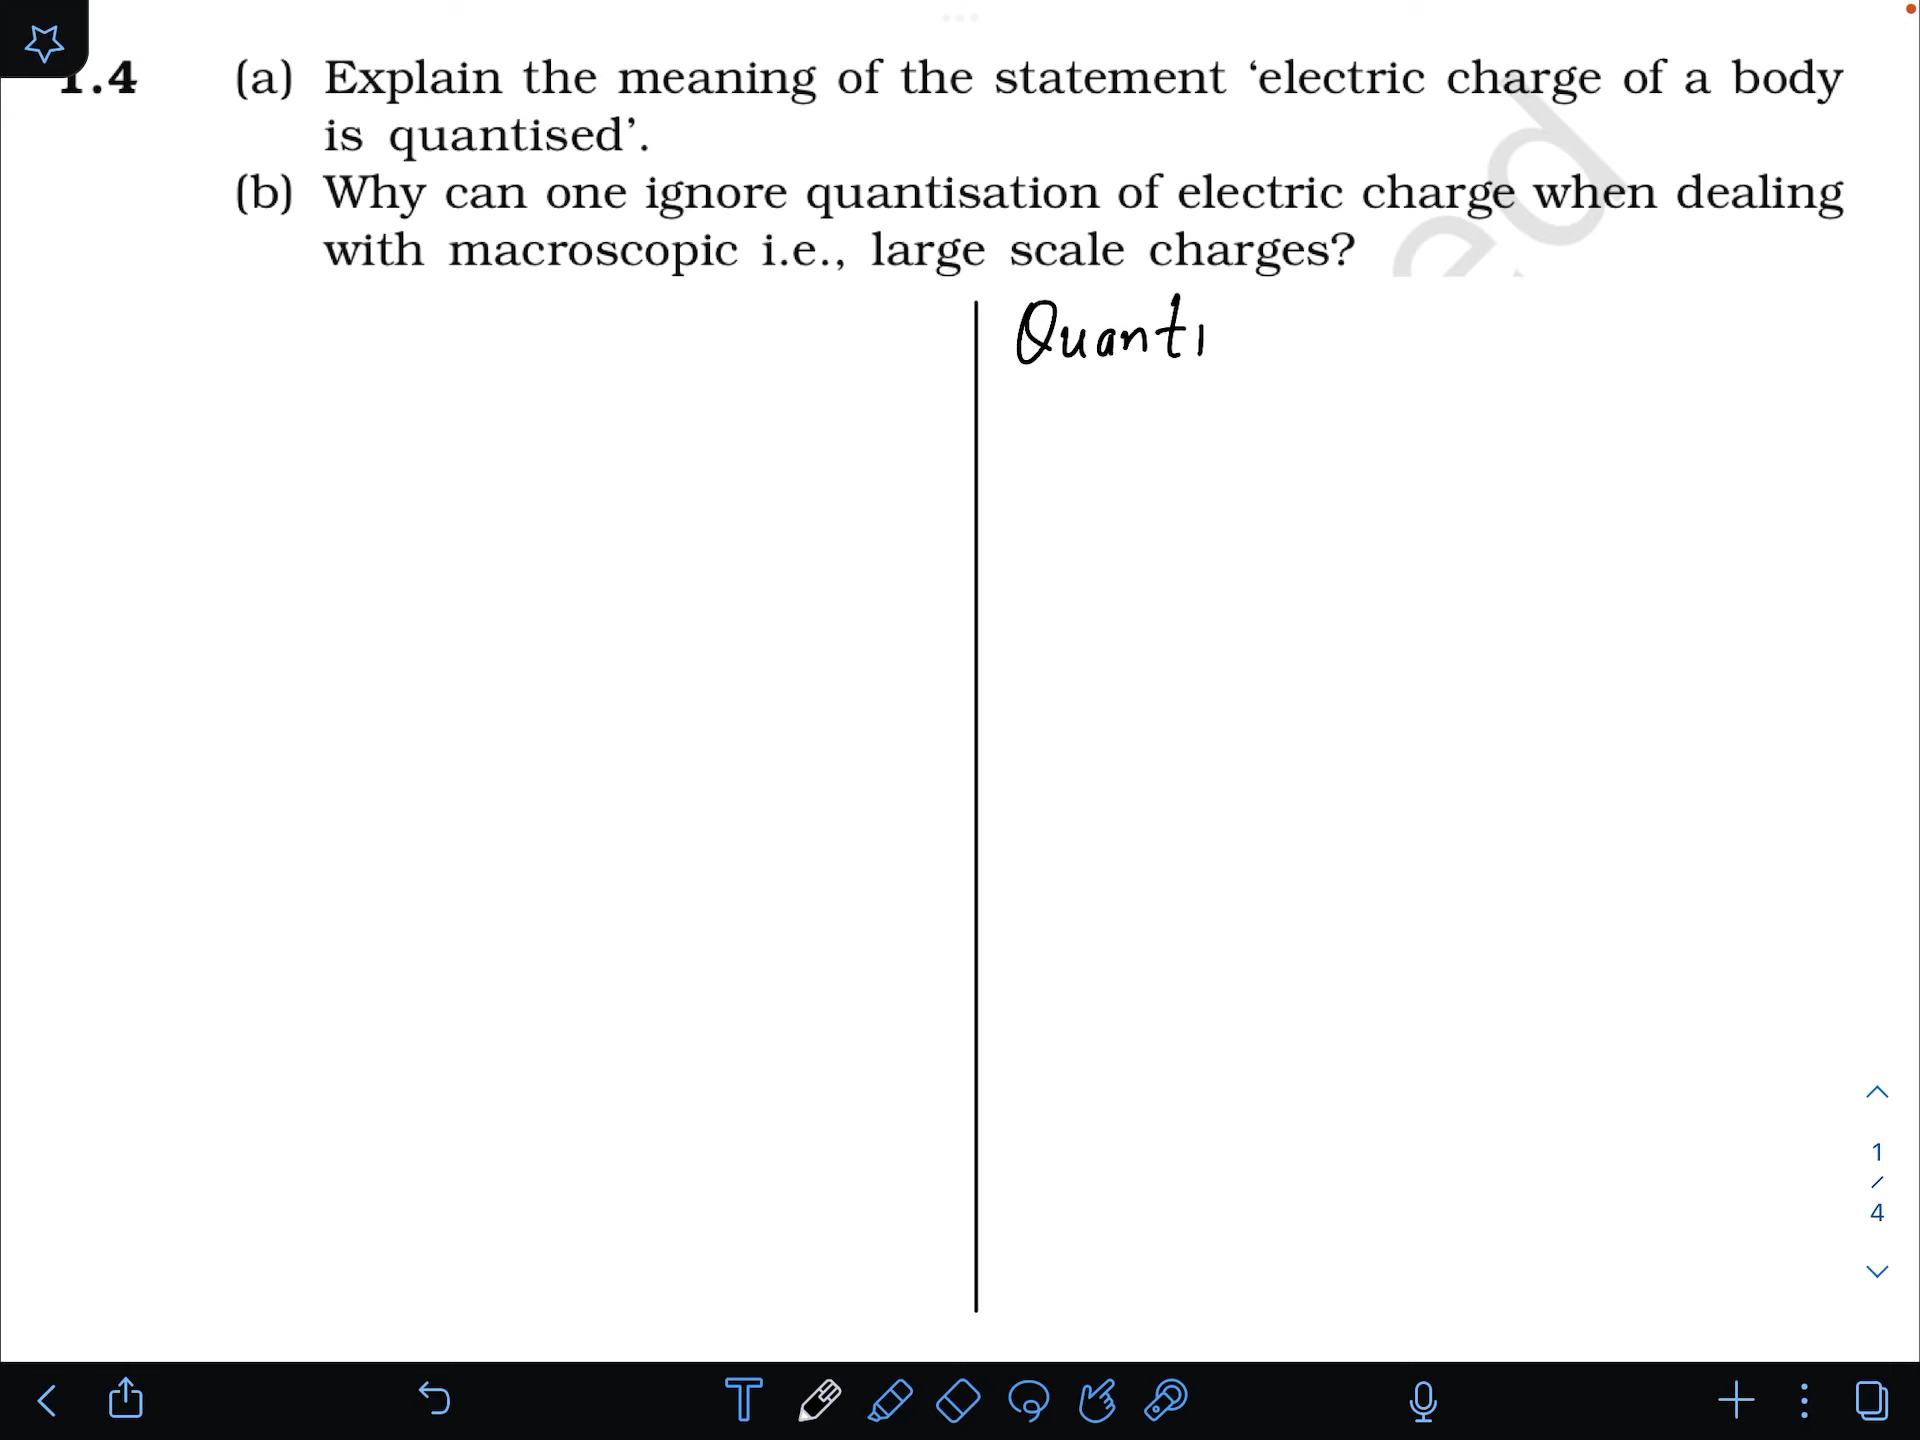 1.4 (a) Explain the meaning of the statement ‘electric charge of a body
is quantised’.
(b) Why can one ignore quantisation of electric charge when dealing
with macroscopic i.e., large scale charges?
ed
Quanti
1
/
4
T